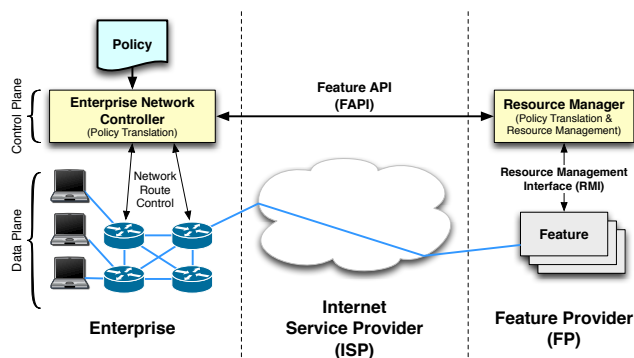 Policy
Control Plane
Enterprise Network
Controller
(Policy Translation)
Feature API
(FAPI)
Resource Manager
(Policy Translation &
Resource Management)
Data Plane
Network
Route
Control
Resource Management
Interface (RMI)
Feature
Enterprise
Internet
Service Provider
(ISP)
Feature Provider
(FP)